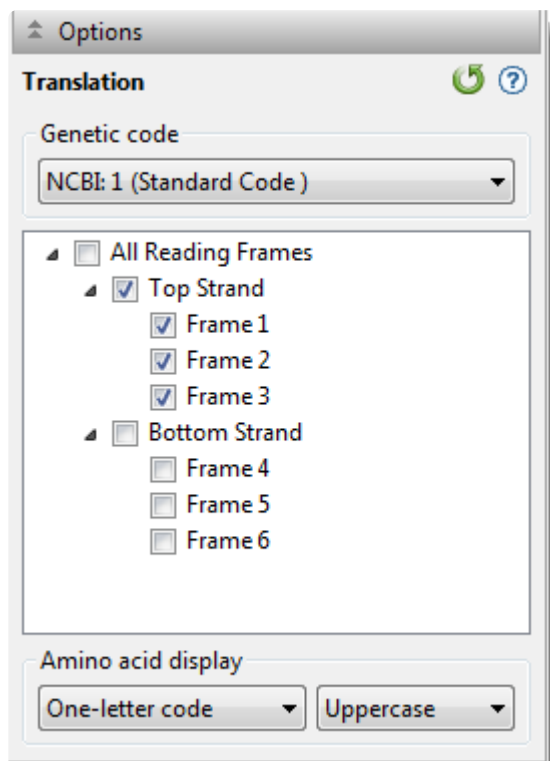 Options
Translation
Genetic code
NCBI: 1 (Standard Code )
All Reading Frames
Top Strand
Frame 1
Frame 2
Frame 3
Bottom Strand
Frame 4
Frame 5
Frame 6
Amino acid display
One-letter code Uppercase